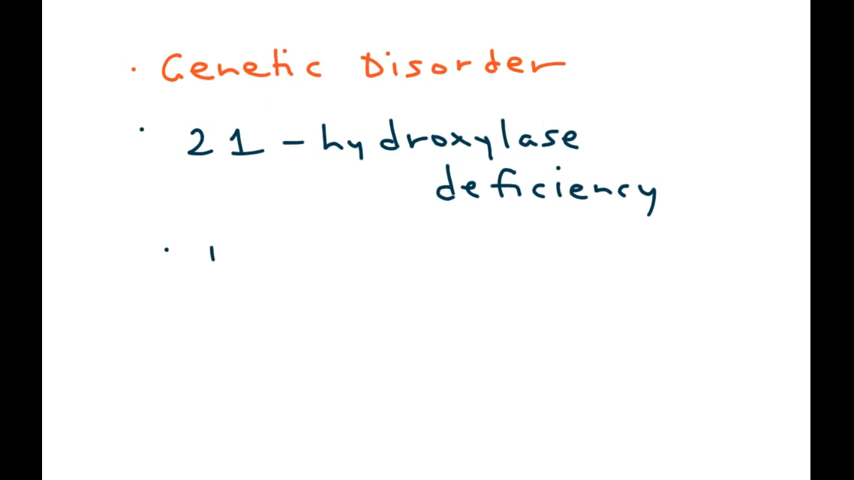 · Genetic Disorder
· 21-hydroxylase
deficiency
·